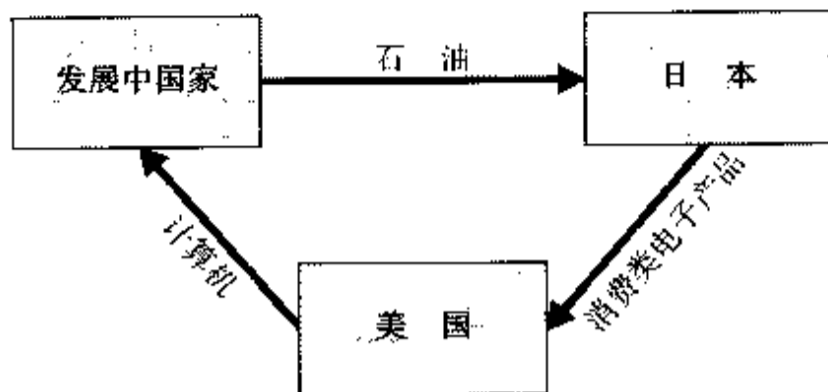 石 油
发展中国家
日 本
计算机
消费类电子产品
美 国